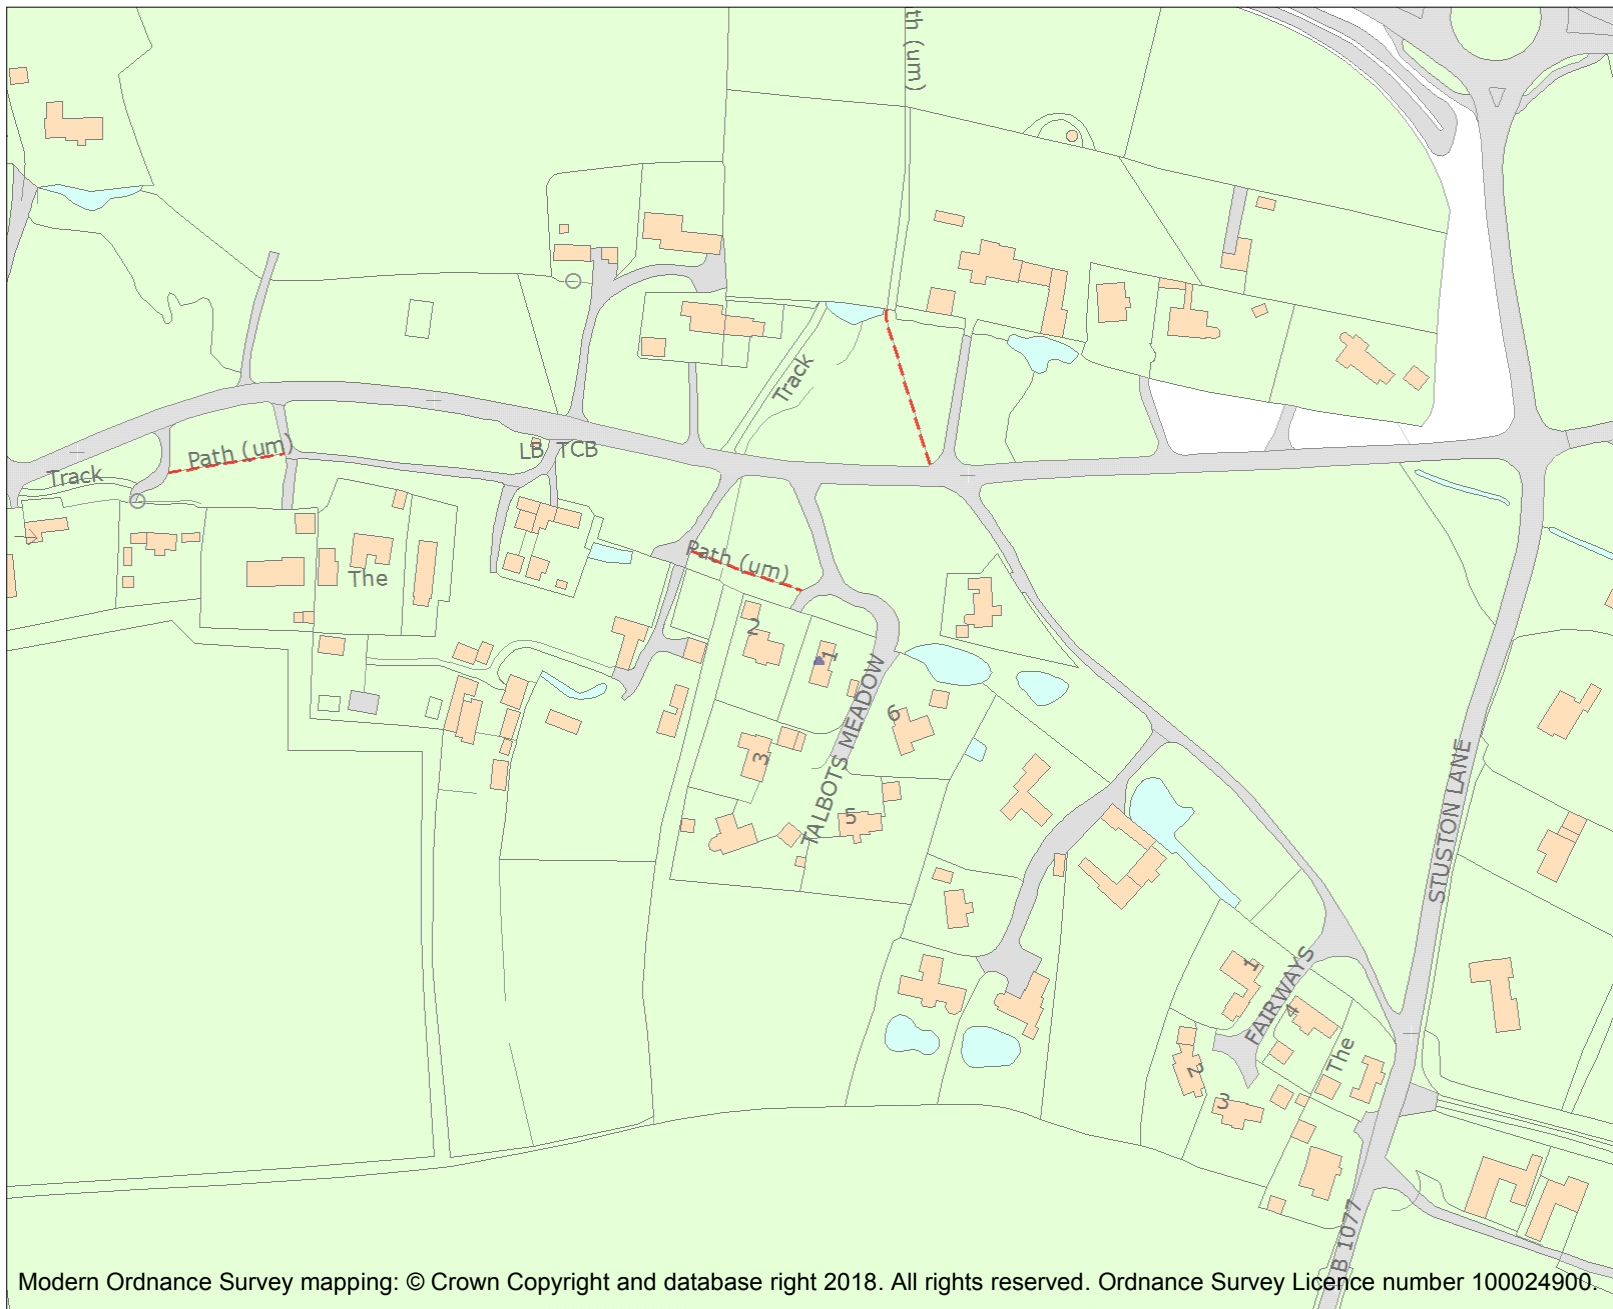 th (um)
Track
Path (um)
Track
LB TCB
The
Path (um)
2
1
TALBOTS MEADOW
6
3
5
STUSTON LANE
1
FAIRWAYS
4
The
2
3
B 1077
Modern Ordnance Survey mapping: © Crown Copyright and database right 2018. All rights reserved. Ordnance Survey Licence number 100024900.